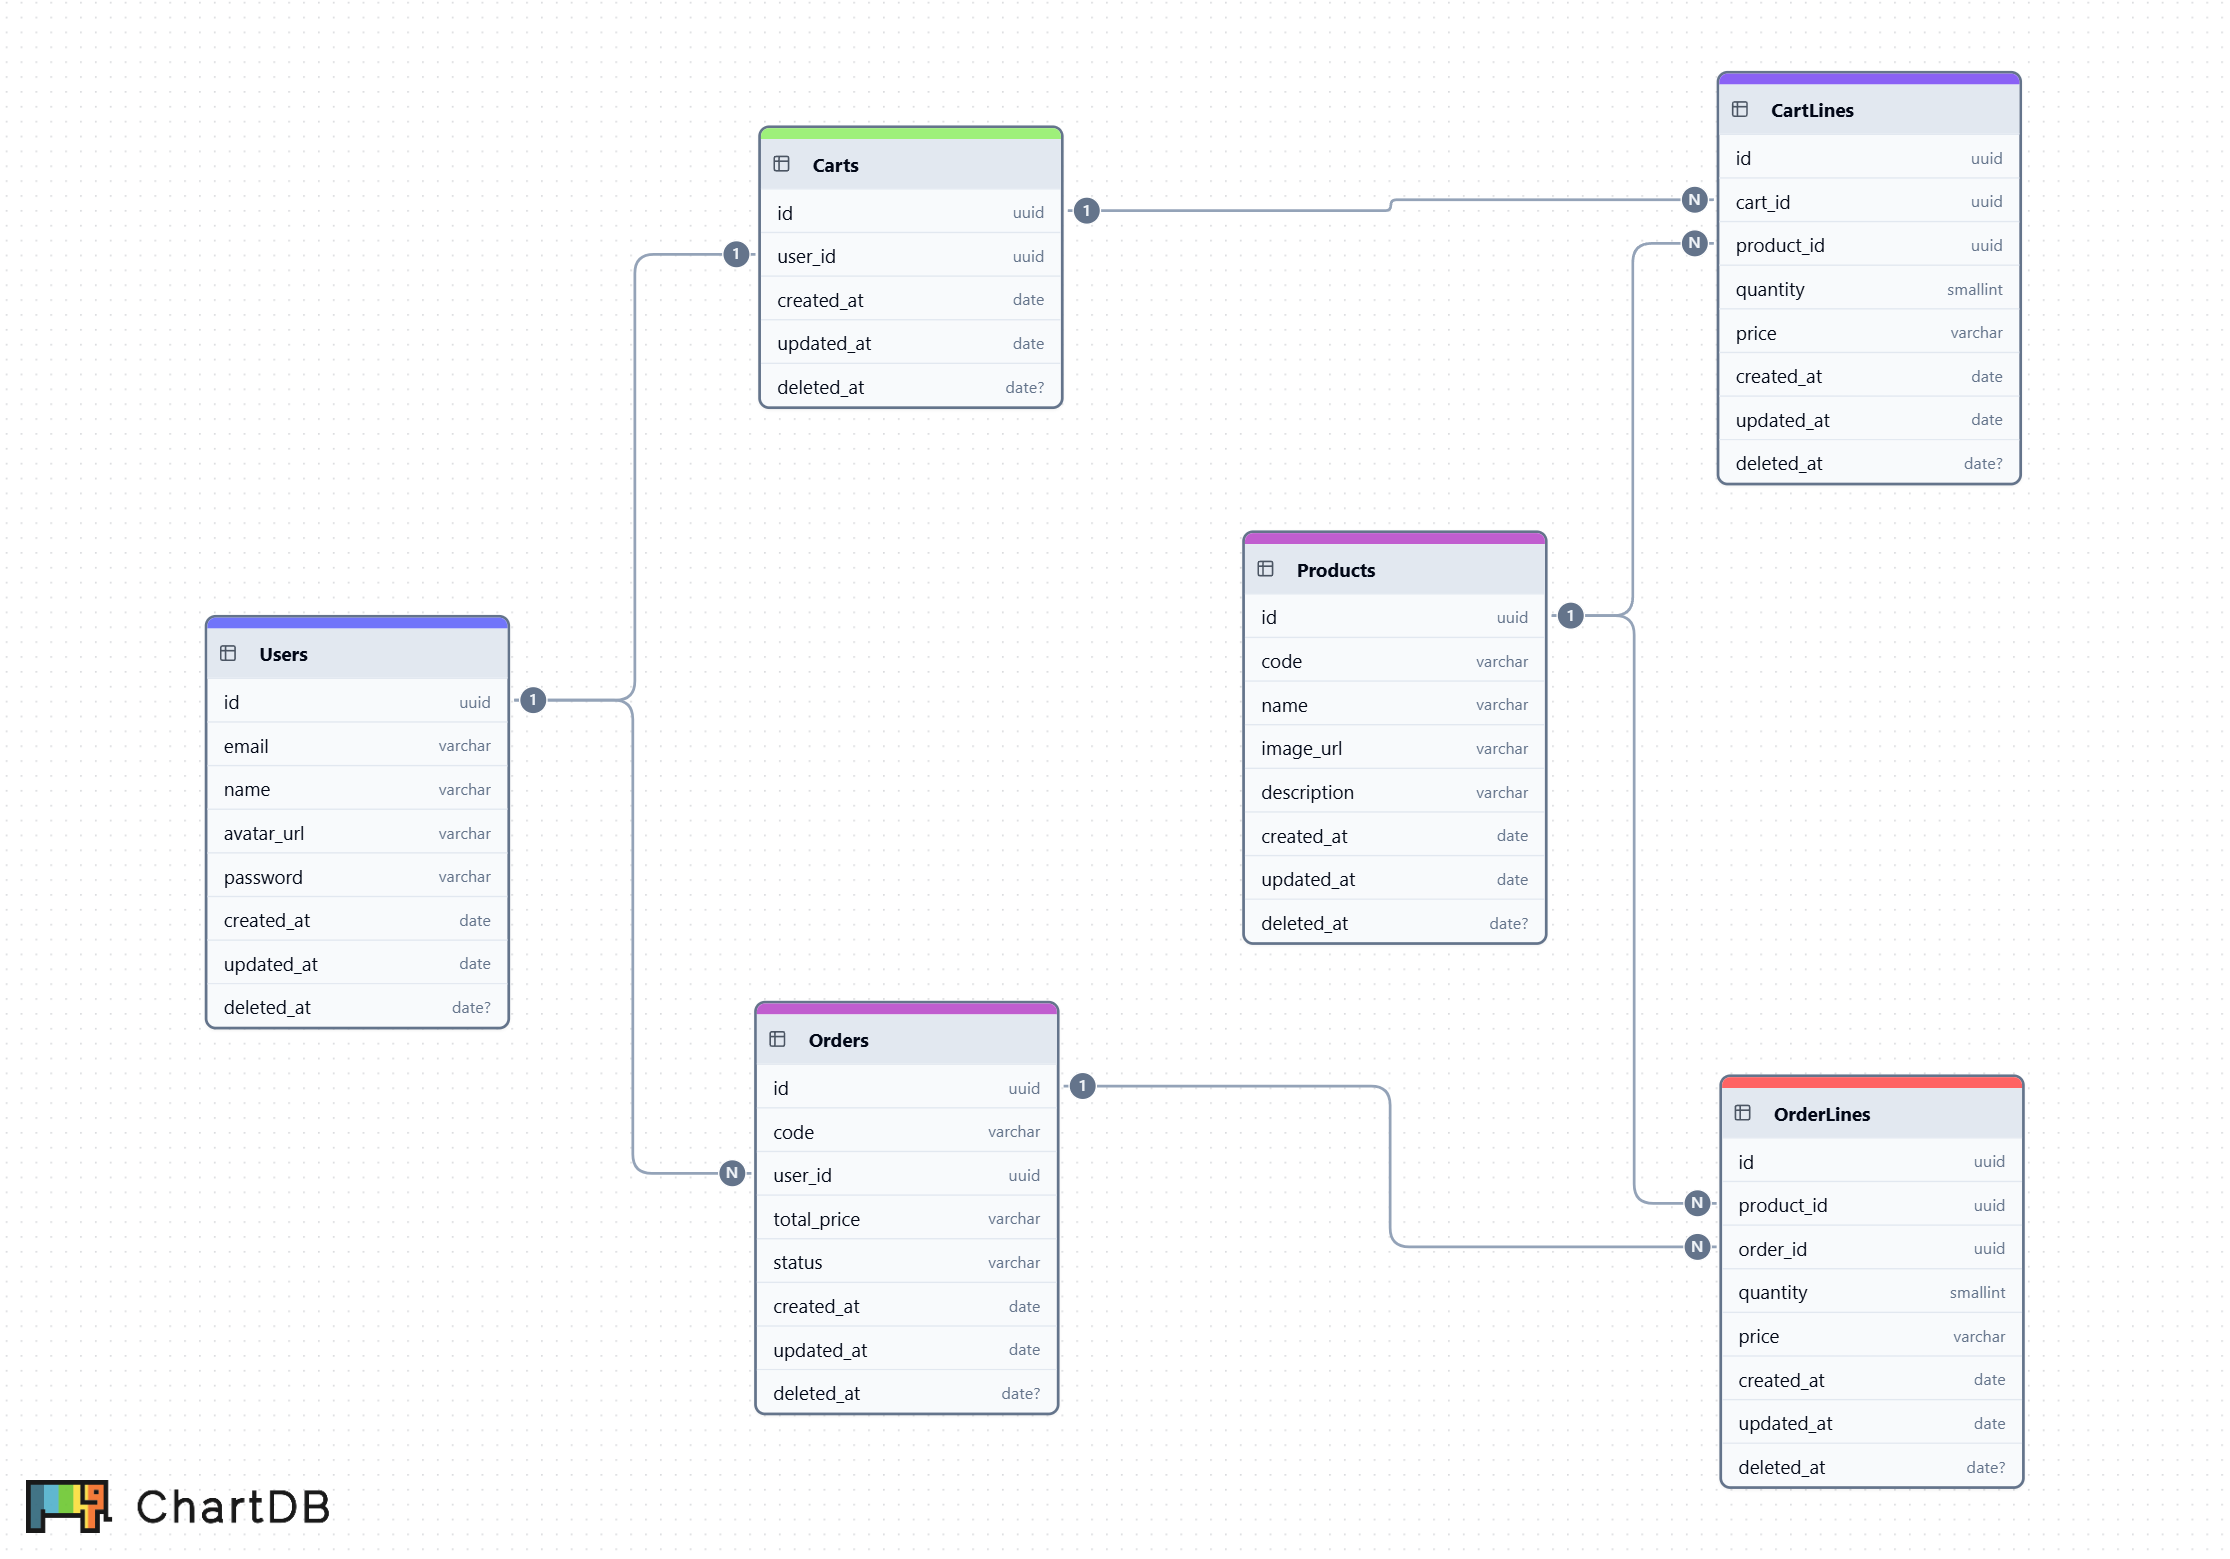 CartLines
id uuid
cart_id uuid
product_id uuid
quantity smallint
price varchar
created_at date
updated_at date
deleted_at date?
N
N
Carts
id uuid
user_id uuid
created_at date
updated_at date
deleted_at date?
1
1
Products
id uuid
code varchar
name varchar
image_url varchar
description varchar
created_at date
updated_at date
deleted_at date?
1
Users
id uuid
email varchar
name varchar
avatar_url varchar
password varchar
created_at date
updated_at date
deleted_at date?
1
Orders
id uuid
code varchar
user_id uuid
total_price varchar
status varchar
created_at date
updated_at date
deleted_at date?
1
N
OrderLines
id uuid
product_id uuid
order_id uuid
quantity smallint
price varchar
created_at date
updated_at date
deleted_at date?
N
N
ChartDB